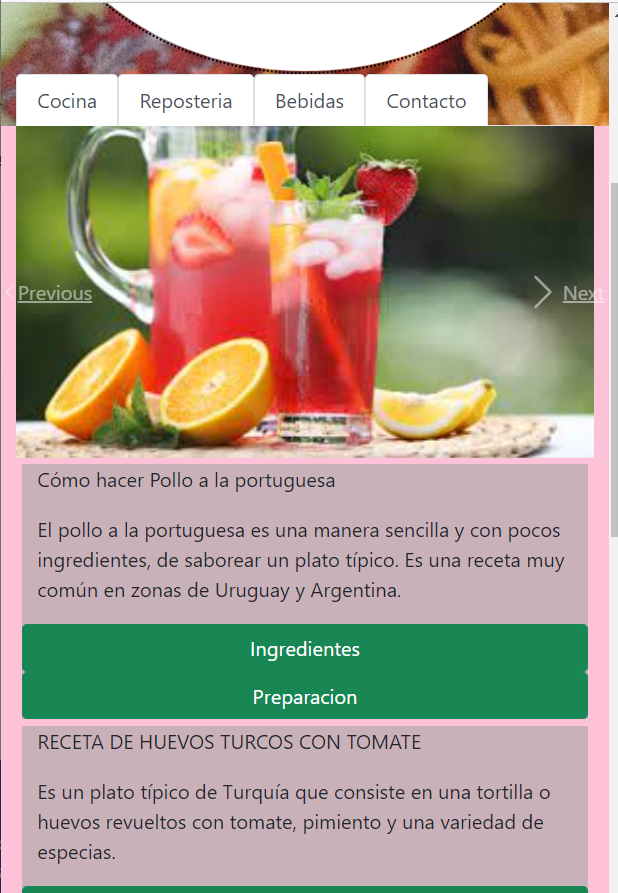 Cocina Reposteria Bebidas Contacto
Previous Next
Cómo hacer Pollo a la portuguesa
El pollo a la portuguesa es una manera sencilla y con pocos
ingredientes, de saborear un plato típico. Es una receta muy
común en zonas de Uruguay y Argentina.
Ingredientes
Preparacion
RECETA DE HUEVOS TURCOS CON TOMATE
Es un plato típico de Turquía que consiste en una tortilla o
huevos revueltos con tomate, pimiento y una variedad de
especias.